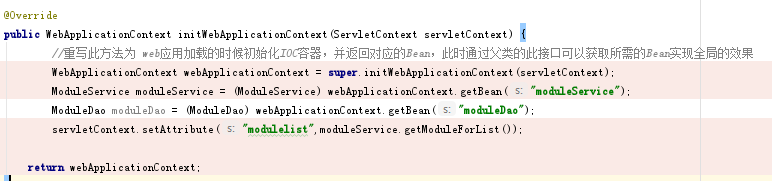 @Override
public WebApplicationContext initWebApplicationContext(ServletContext servletContext) {
//重写此方法为 web应用加载的时候初始化IOC容器，并返回对应的Bean，此时通过父类的此接口可以获取所需的Bean实现全局的效果
WebApplicationContext webApplicationContext = super.initWebApplicationContext(servletContext);
ModuleService moduleService = (ModuleService) webApplicationContext.getBean( s: "moduleService");
ModuleDao moduleDao = (ModuleDao) webApplicationContext.getBean( s: "moduleDao");
servletContext.setAttribute( s: "modulelist",moduleService.getModuleForList());
return webApplicationContext;